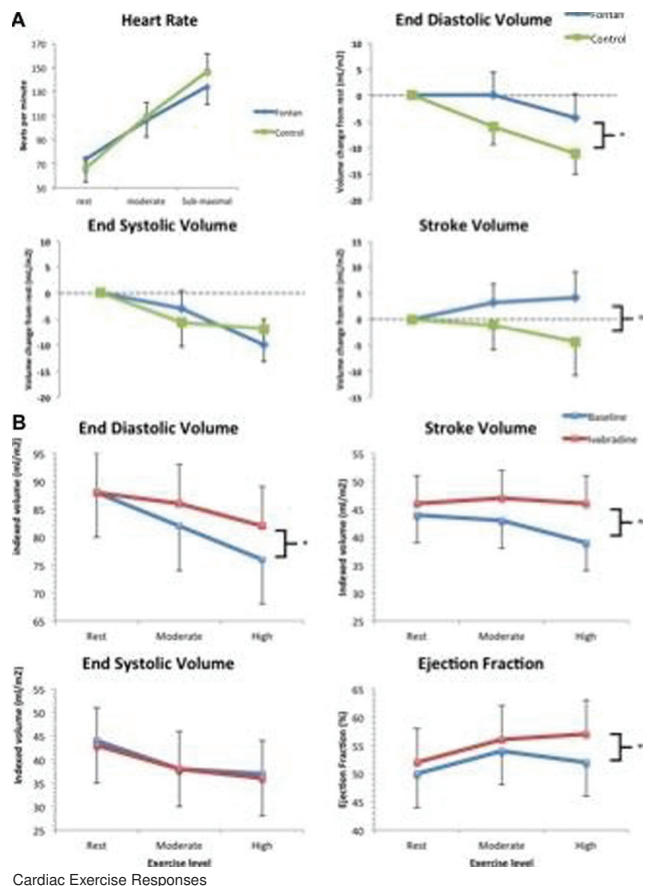 A
Heart Rate
170
150
130
110
90
70
50
Beats per minute
rest
moderate
Sub-maximal
Fontan
Control
End Diastolic Volume
Fontan
Control
10
5
0
-5
-10
-15
-20
Volume change from rest (mL/m2)
*
End Systolic Volume
10
5
0
-5
-10
-15
-20
Volume change from rest (mL/m2)
Stroke Volume
15
10
5
0
-5
-10
-15
Volume change from rest (mL/m2)
B
End Diastolic Volume
95
90
85
80
75
70
65
Indexed volume (ml/m2)
Rest
Moderate
High
*
Stroke Volume
Baseline
Ivabradine
55
50
45
40
35
30
25
Indexed volume (ml/m2)
Rest
Moderate
High
End Systolic Volume
55
50
45
40
35
30
25
Indexed volume (ml/m2)
Rest
Moderate
High
Exercise level
Ejection Fraction
65
60
55
50
45
40
Ejection Fraction (%)
Rest
Moderate
High
Exercise level
*
Cardiac Exercise Responses